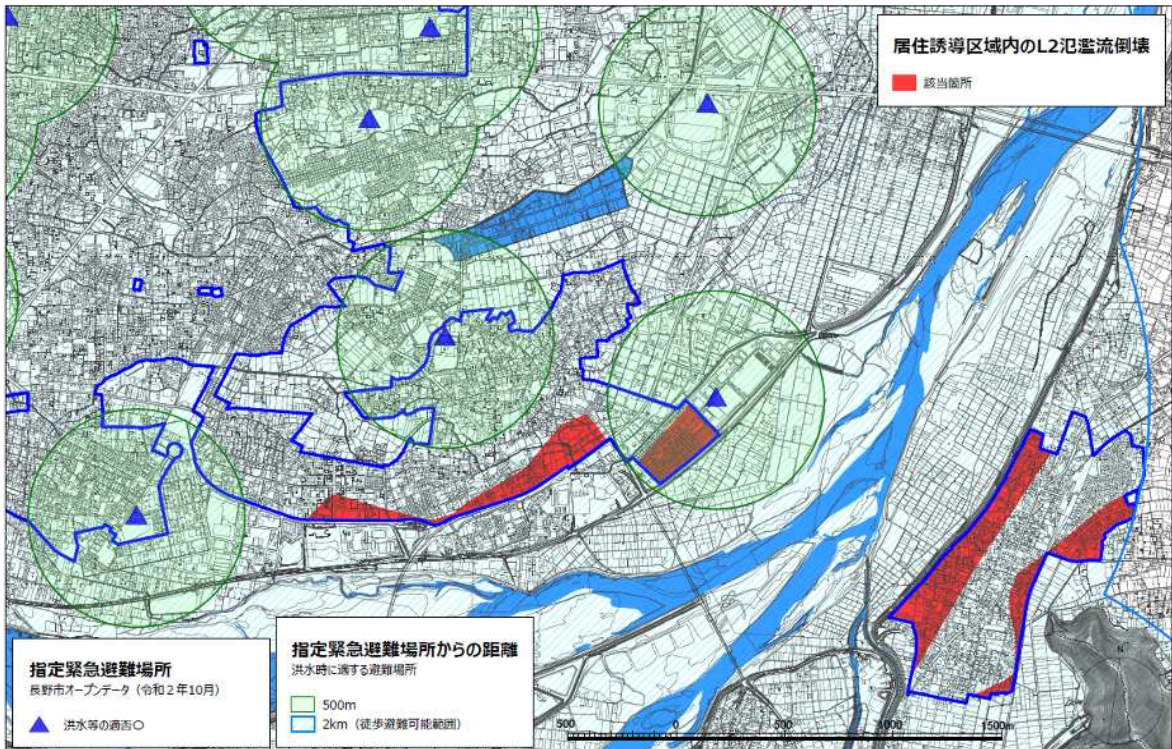 居住誘導区域内のL2氾濫流倒壊
該当箇所
指定緊急避難場所
長野市オープンデータ（令和２年10月）
洪水等の適否〇
指定緊急避難場所からの距離
洪水時に適する避難場所
500m
2km（徒歩避難可能範囲）
500 0 500 1000 1500m